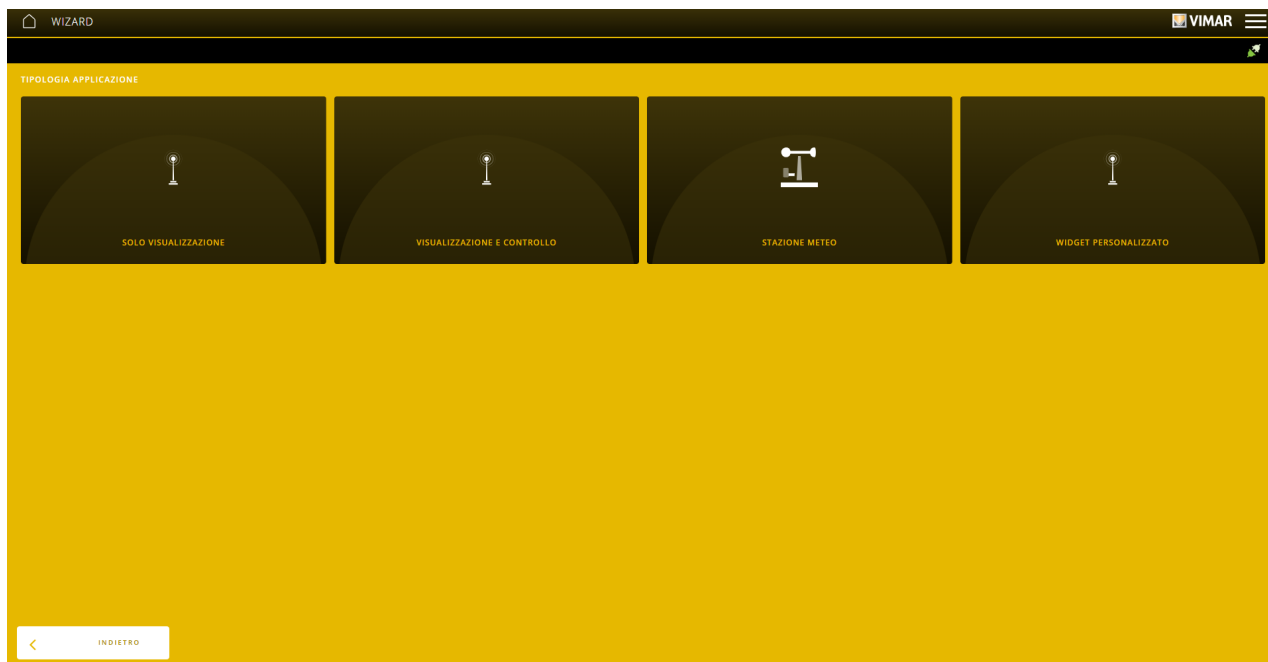 WIZARD
VIMAR
TIPOLOGIA APPLICAZIONE
SOLO VISUALIZZAZIONE
VISUALIZZAZIONE E CONTROLLO
STAZIONE METEO
WIDGET PERSONALIZZATO
INDIETRO